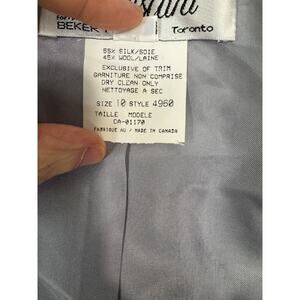 BEKER
Toronto
55% SILK/SOIE
45% WOOL/LAINE
EXCLUSIVE OF TRIM
GARNITURE NON COMPRISE
DRY CLEAN ONLY
NETTOYAGE A SEC
SIZE 10 STYLE 4960
TAILLE MODELE
CA-01170
FABRIQUE AU / MADE IN CANADA